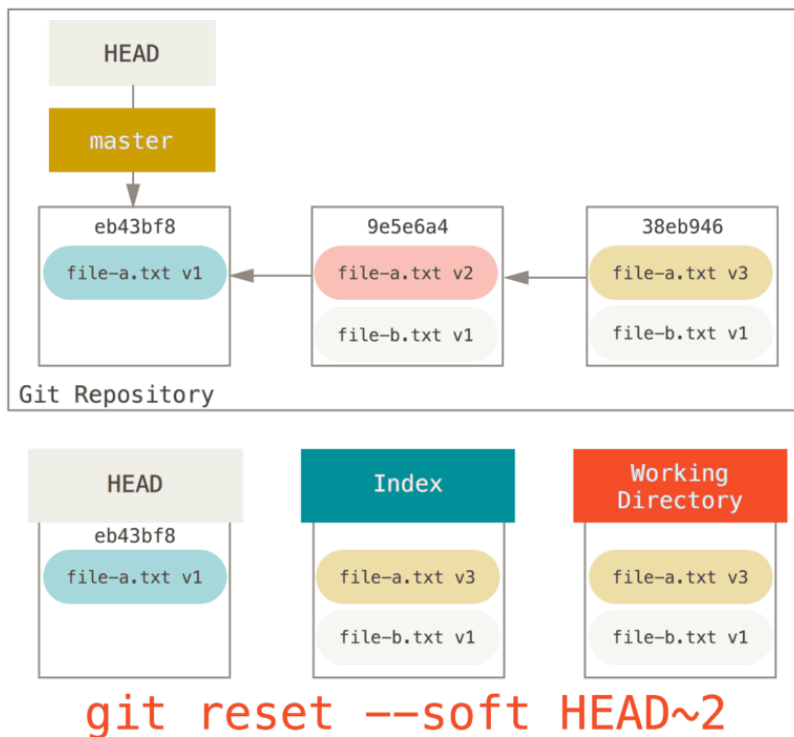 HEAD
master
eb43bf8
9e5e6a4
38eb946
file-a.txt v1
file-a.txt v2
file-a.txt v3
file-b.txt v1
file-b.txt v1
Git Repository
HEAD
Index
Working
Directory
eb43bf8
file-a.txt v1
file-a.txt v3
file-a.txt v3
file-b.txt v1
file-b.txt v1
git reset --soft HEAD~2